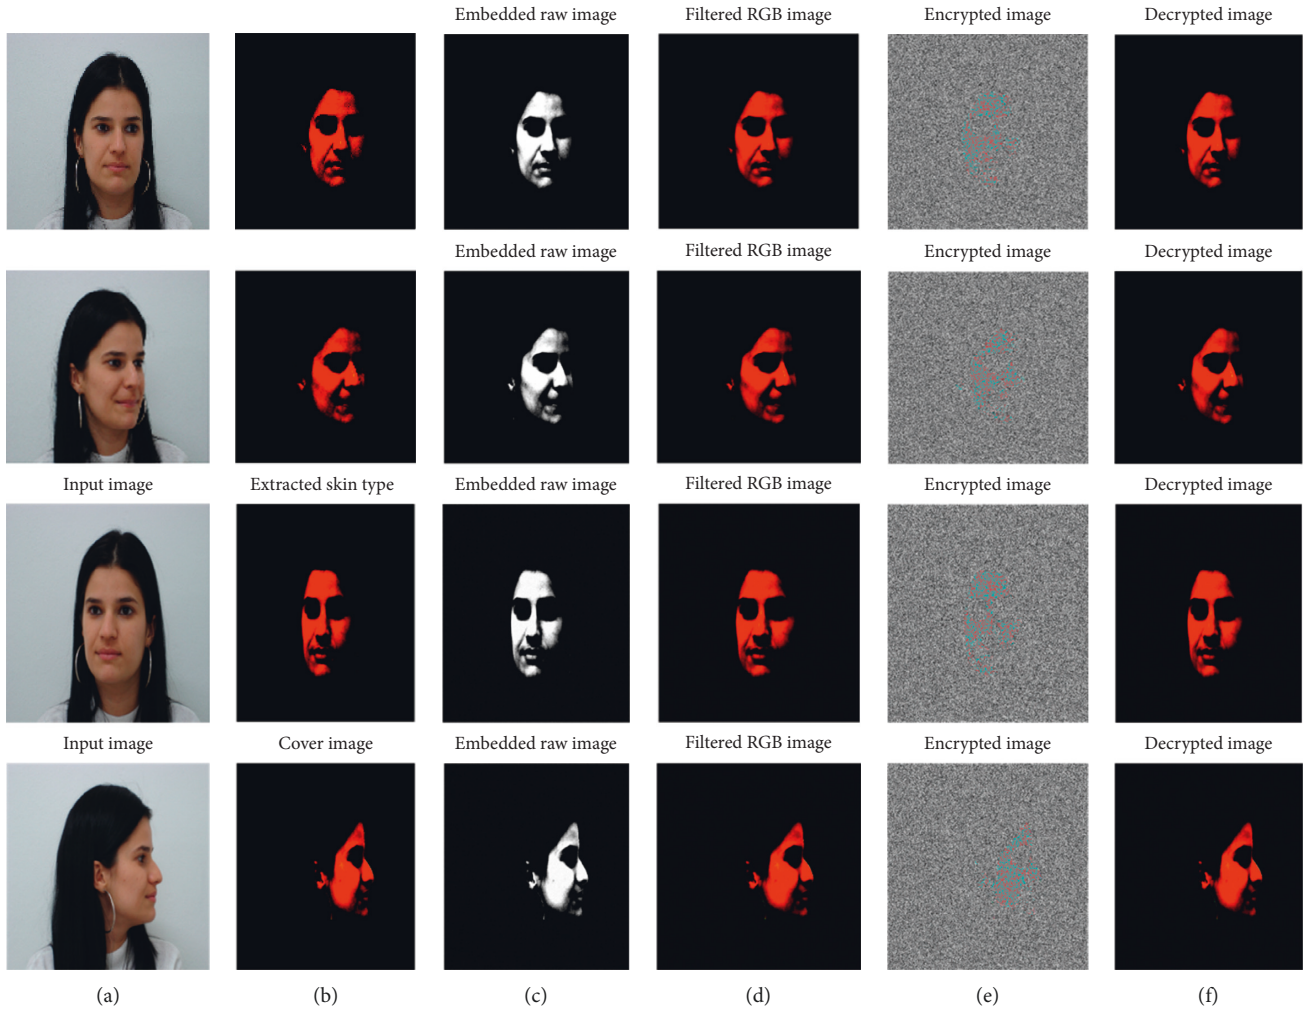 Embedded raw image Filtered RGB image Encrypted image Decrypted image
Embedded raw image Filtered RGB image Encrypted image Decrypted image
Input image Extracted skin type Embedded raw image Filtered RGB image Encrypted image Decrypted image
Input image Cover image Embedded raw image Filtered RGB image Encrypted image Decrypted image
(a) (b) (c) (d) (e) (f)